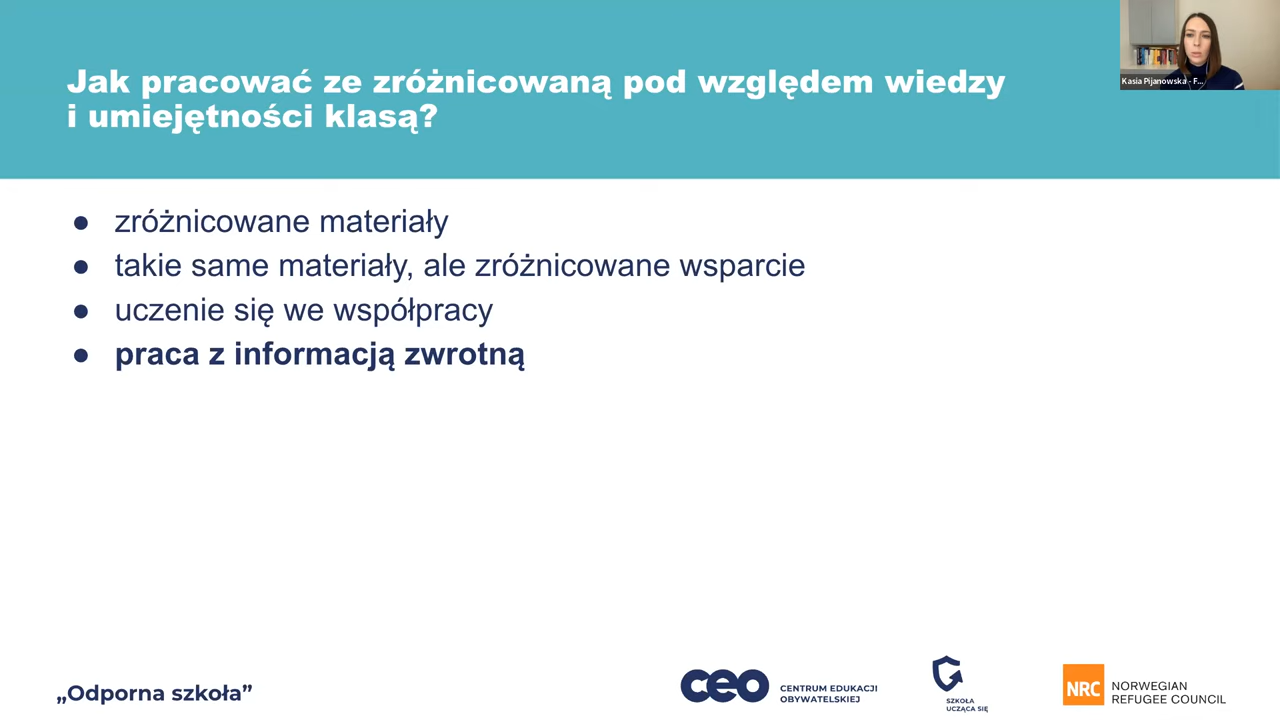 Jak pracować ze zróżnicowaną pod względem wiedzy
i umiejętności klasą?
Kasia Pijanowska - F...
● zróżnicowane materiały
● takie same materiały, ale zróżnicowane wsparcie
● uczenie się we współpracy
● praca z informacją zwrotną
„Odporna szkoła”
ceo
CENTRUM EDUKACJI
OBYWATELSKIEJ
SZKOŁA
UCZĄCA SIĘ
NRC
NORWEGIAN
REFUGEE COUNCIL